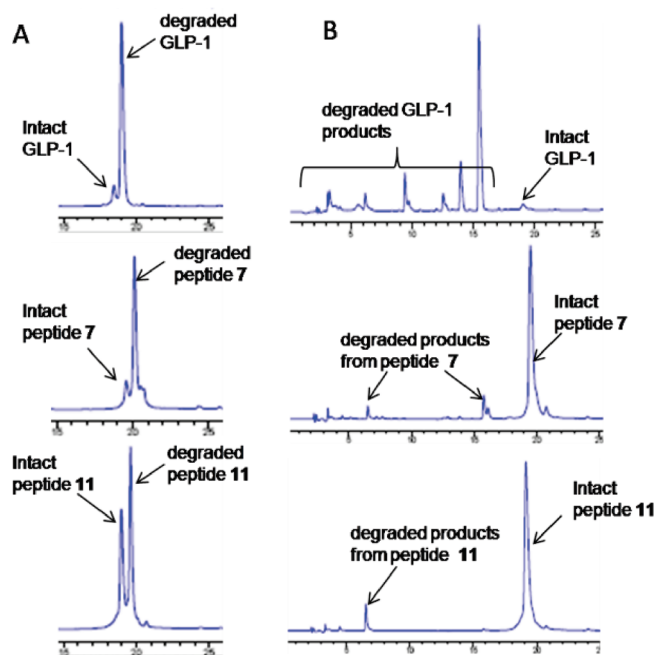 A
degraded
GLP-1
Intact
GLP-1
15 20 25
B
degraded GLP-1
products
Intact
GLP-1
5 10 15 20 25
degraded
peptide 7
Intact
peptide 7
15 20 25
Intact
peptide 7
degraded products
from peptide 7
5 10 15 20 25
Intact
peptide 11
degraded
peptide 11
15 20 25
Intact
peptide 11
degraded products
from peptide 11
5 10 15 20